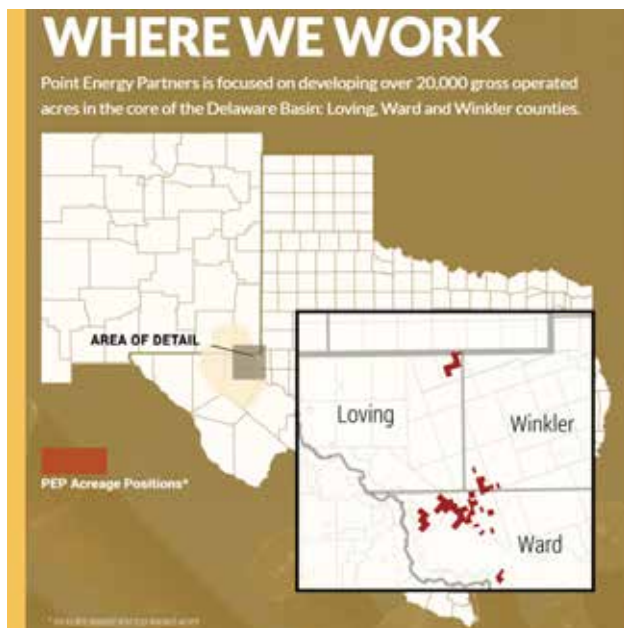 WHERE WE WORK
Point Energy Partners is focused on developing over 20,000 gross operated
acres in the core of the Delaware Basin: Loving, Ward and Winkler counties.
AREA OF DETAIL
Loving
Winkler
PEP Acreage Positions*
Ward